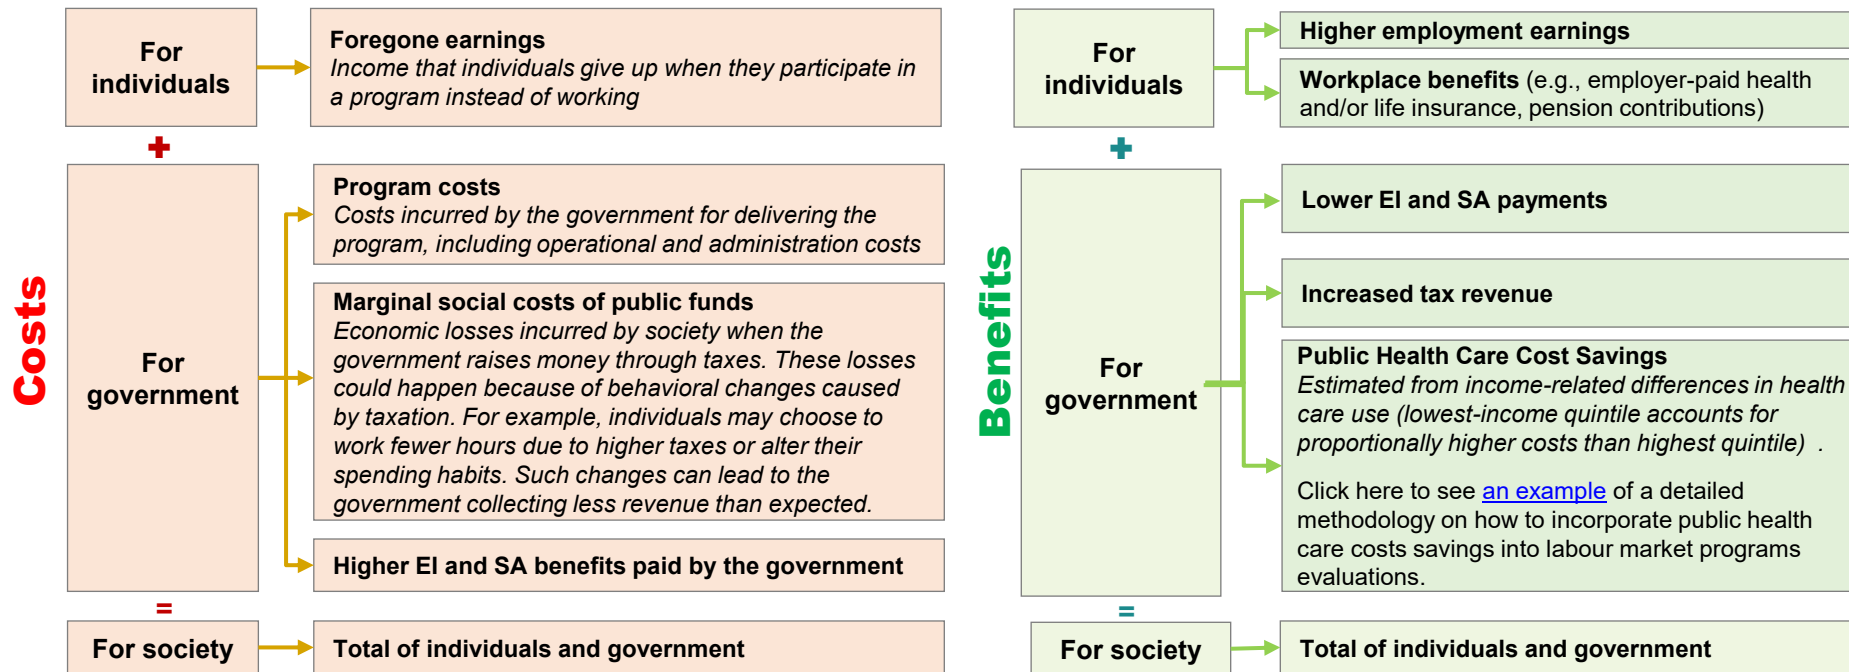 Costs
For
individuals
Foregone earnings
Income that individuals give up when they participate in
a program instead of working
+
For
government
Program costs
Costs incurred by the government for delivering the
program, including operational and administration costs
Marginal social costs of public funds
Economic losses incurred by society when the
government raises money through taxes. These losses
could happen because of behavioral changes caused
by taxation. For example, individuals may choose to
work fewer hours due to higher taxes or alter their
spending habits. Such changes can lead to the
government collecting less revenue than expected.
Higher EI and SA benefits paid by the government
=
For society
Total of individuals and government
Benefits
For
individuals
Higher employment earnings
Workplace benefits (e.g., employer-paid health
and/or life insurance, pension contributions)
+
For
government
Lower EI and SA payments
Increased tax revenue
Public Health Care Cost Savings
Estimated from income-related differences in health
care use (lowest-income quintile accounts for
proportionally higher costs than highest quintile) .
Click here to see an example of a detailed
methodology on how to incorporate public health
care costs savings into labour market programs
evaluations.
=
For society
Total of individuals and government